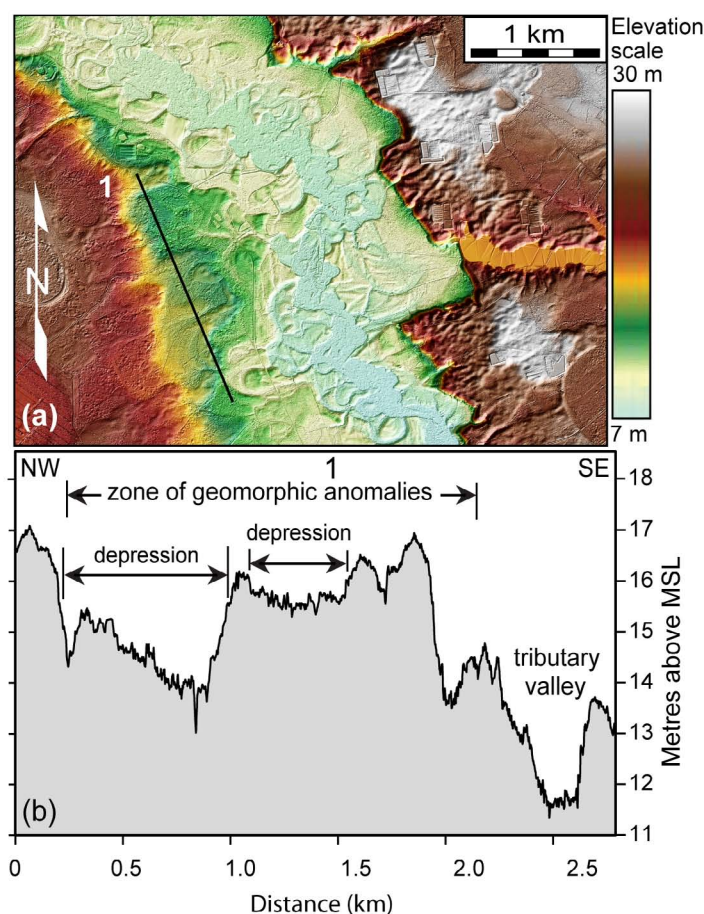 1 km
Elevation
scale
30 m
1
N
(a)
7 m
NW
1
SE
zone of geomorphic anomalies
depression
depression
tributary
valley
18
17
16
15
14
13
12
11
Metres above MSL
(b)
0
0.5
1.0
1.5
2.0
2.5
Distance (km)